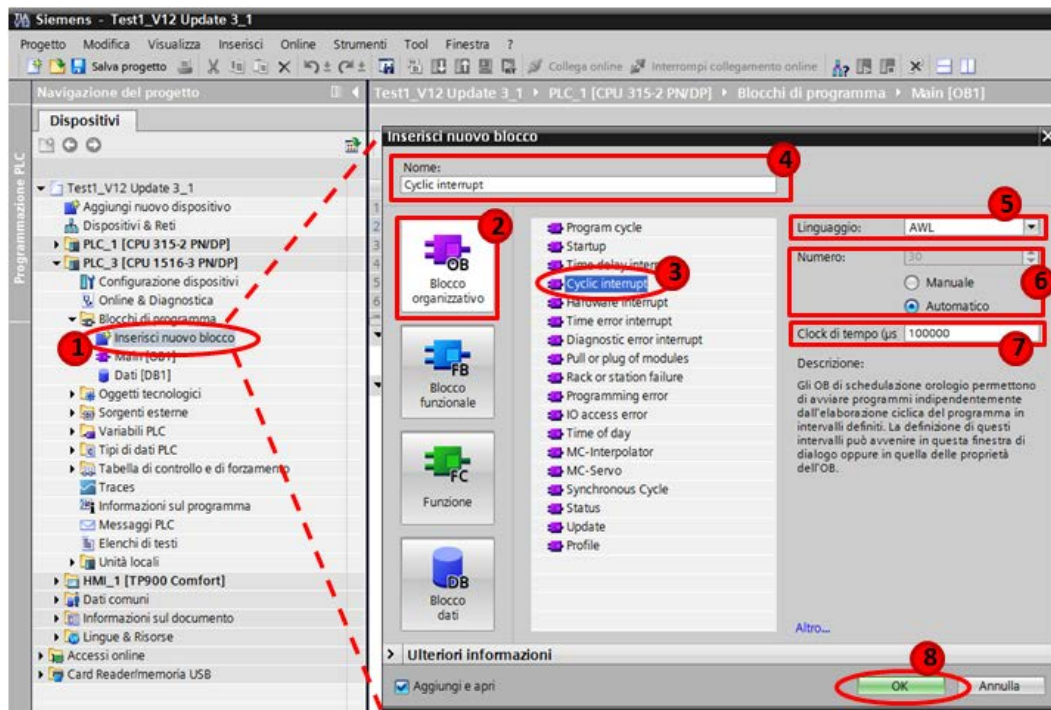 Siemens - Test1_V12 Update 3_1
Progetto Modifica Visualizza Inserisci Online Strumenti Tool Finestra ?
Salva progetto Collega online Interrompi collegamento online
Navigazione del progetto
Test1_V12 Update 3_1 PLC_1 [CPU 315-2 PN/DP] Blocchi di programma Main [OB1]
Dispositivi
Programmazione PLC
Test1_V12 Update 3_1
Aggiungi nuovo dispositivo
Dispositivi & Reti
PLC_1 [CPU 315-2 PN/DP]
PLC_3 [CPU 1516-3 PN/DP]
Configurazione dispositivi
Online & Diagnostica
Blocchi di programma
1
Inserisci nuovo blocco
Main [OB1]
Dati [DB1]
Oggetti tecnologici
Sorgenti esterne
Variabili PLC
Tipi di dati PLC
Tabella di controllo e di forzamento
Traces
Informazioni sul programma
Messaggi PLC
Elenchi di testi
Unità locali
HMI_1 [TP900 Comfort]
Dati comuni
Informazioni sul documento
Lingue & Risorse
Accessi online
Card Reader/memoria USB
1
2
3
4
5
6
Inserisci nuovo blocco
4
Nome:
Cyclic interrupt
2
OB
Blocco
organizzativo
FB
Blocco
funzionale
FC
Funzione
DB
Blocco
dati
Program cycle
Startup
Time delay interrupt
3
Cyclic interrupt
Hardware interrupt
Time error interrupt
Diagnostic error interrupt
Pull or plug of modules
Rack or station failure
Programming error
IO access error
Time of day
MC-Interpolator
MC-Servo
Synchronous Cycle
Status
Update
Profile
5
Linguaggio: AWL
Numero: 30
6
Manuale
Automatico
Clock di tempo (µs 100000
7
Descrizione:
Gli OB di schedulazione orologio permettono
di avviare programmi indipendentemente
dall'elaborazione ciclica del programma in
intervalli definiti. La definizione di questi
intervalli può avvenire in questa finestra di
dialogo oppure in quella delle proprietà
dell'OB.
Altro...
Ulteriori informazioni
8
Aggiungi e apri
OK Annulla